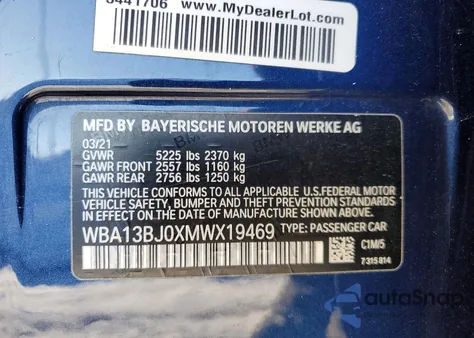 8441706
www.MyDealerLot.com
MFD BY BAYERISCHE MOTOREN WERKE AG
03/21
GVWR 5225 lbs 2370 kg
GAWR FRONT 2557 lbs 1160 kg
GAWR REAR 2756 lbs 1250 kg
THIS VEHICLE CONFORMS TO ALL APPLICABLE U.S.FEDERAL MOTOR
VEHICLE SAFETY, BUMPER AND THEFT PREVENTION STANDARDS IN
EFFECT ON THE DATE OF MANUFACTURE SHOWN ABOVE.
WBA13BJ0XMWX19469 TYPE: PASSENGER CAR
C1M/5
7315814
autoSnap